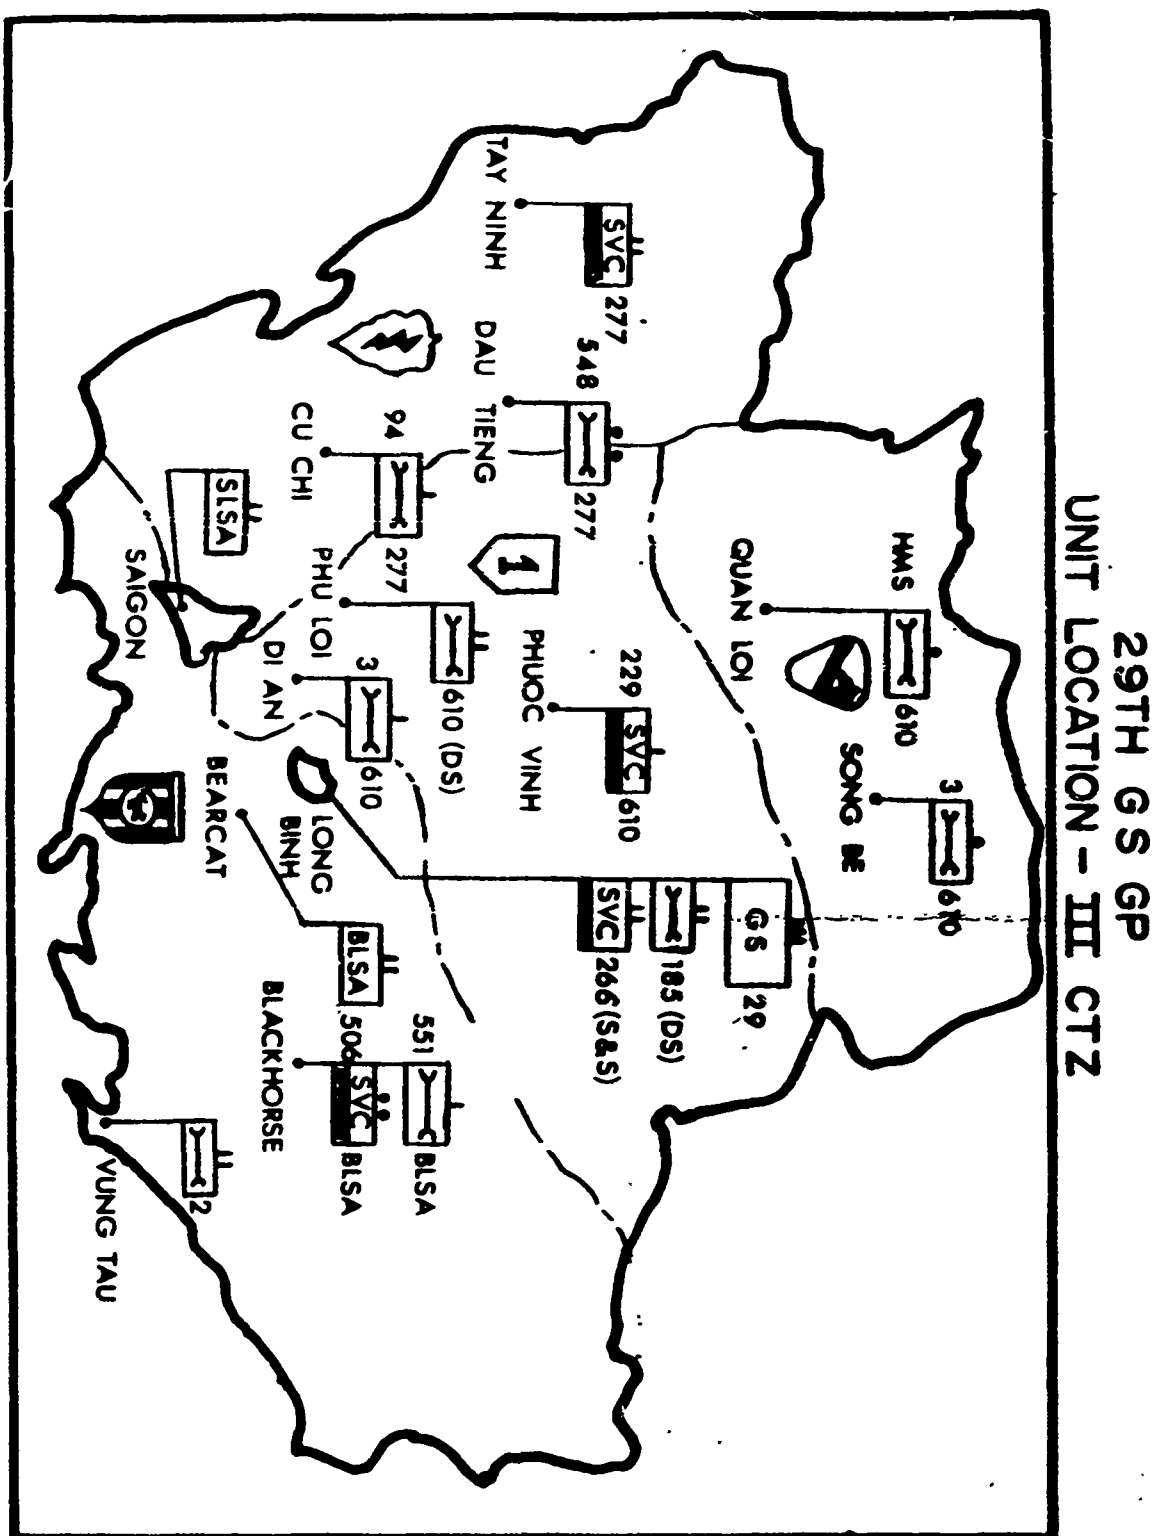 29TH GS GP
UNIT LOCATION - III CTZ
HMS
610
QUAN LOI
3
610
SONG BE
SVC
277
TAY NINH
548
277
DAU TIENG
229
SVC
610
PHUOC VINH
GS
29
185 (DS)
SVC
266 (S&S)
LONG
BINH
1
94
277
CU CHI
610 (DS)
PHU LOI
3
610
DI AN
SLSA
SAIGON
BLSA
BEARCAT
551
BLSA
506
SVC
BLSA
BLACKHORSE
2
VUNG TAU